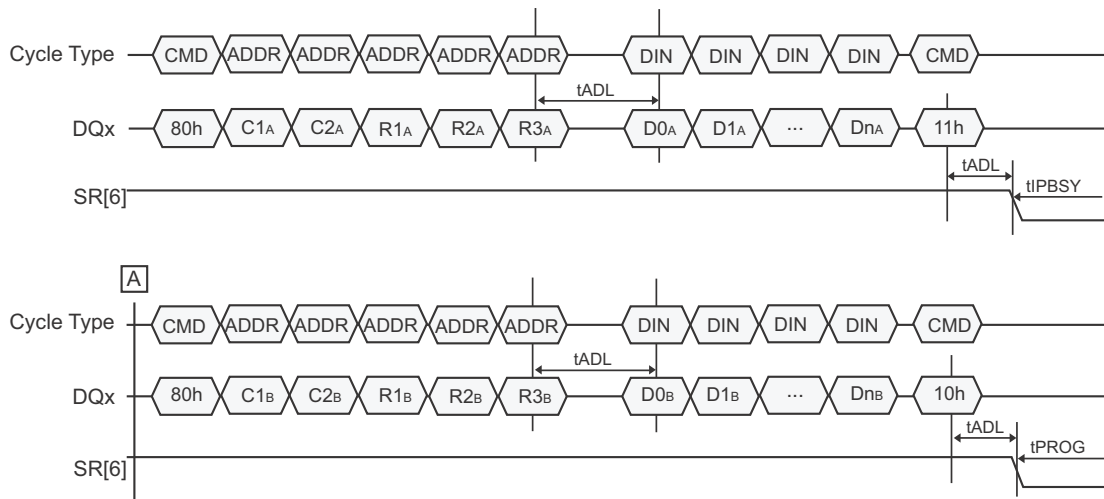 Cycle Type CMD ADDR ADDR ADDR ADDR ADDR DIN DIN DIN DIN CMD
tADL
DQx 80h C1A C2A R1A R2A R3A D0A D1A ... DnA 11h
tADL
SR[6] tIPBSY
A
Cycle Type CMD ADDR ADDR ADDR ADDR ADDR DIN DIN DIN DIN CMD
tADL
DQx 80h C1B C2B R1B R2B R3B D0B D1B ... DnB 10h
tADL
SR[6] tPROG